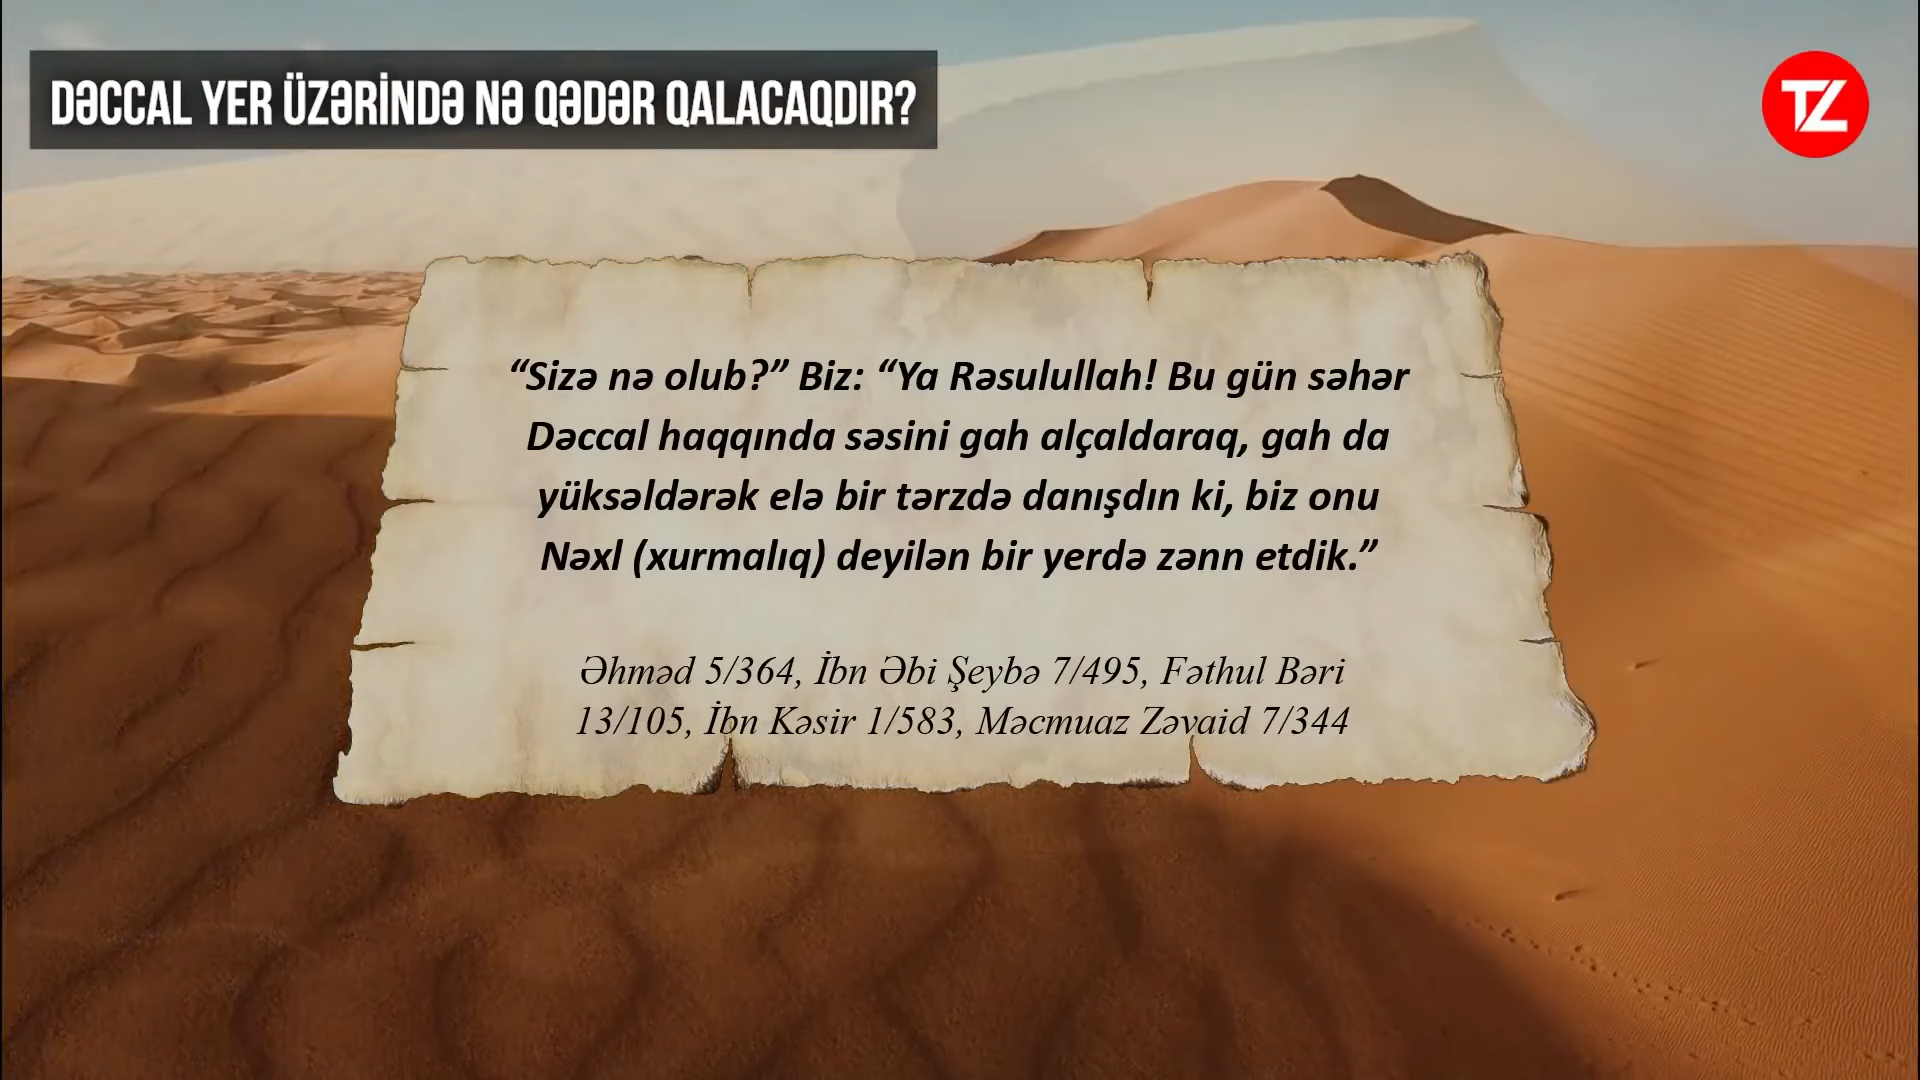 DƏCCAL YER ÜZƏRİNDƏ NƏ QƏDƏR QALACAQDIR?
TZ
“Sizə nə olub?” Biz: “Ya Rəsulullah! Bu gün səhər
Dəccal haqqında səsini gah alçaldaraq, gah da
yüksəldərək elə bir tərzdə danışdın ki, biz onu
Nəxl (xurmalıq) deyilən bir yerdə zənn etdik.”
Əhməd 5/364, İbn Əbi Şeybə 7/495, Fəthul Bəri
13/105, İbn Kəsir 1/583, Məcmuaz Zəvaid 7/344